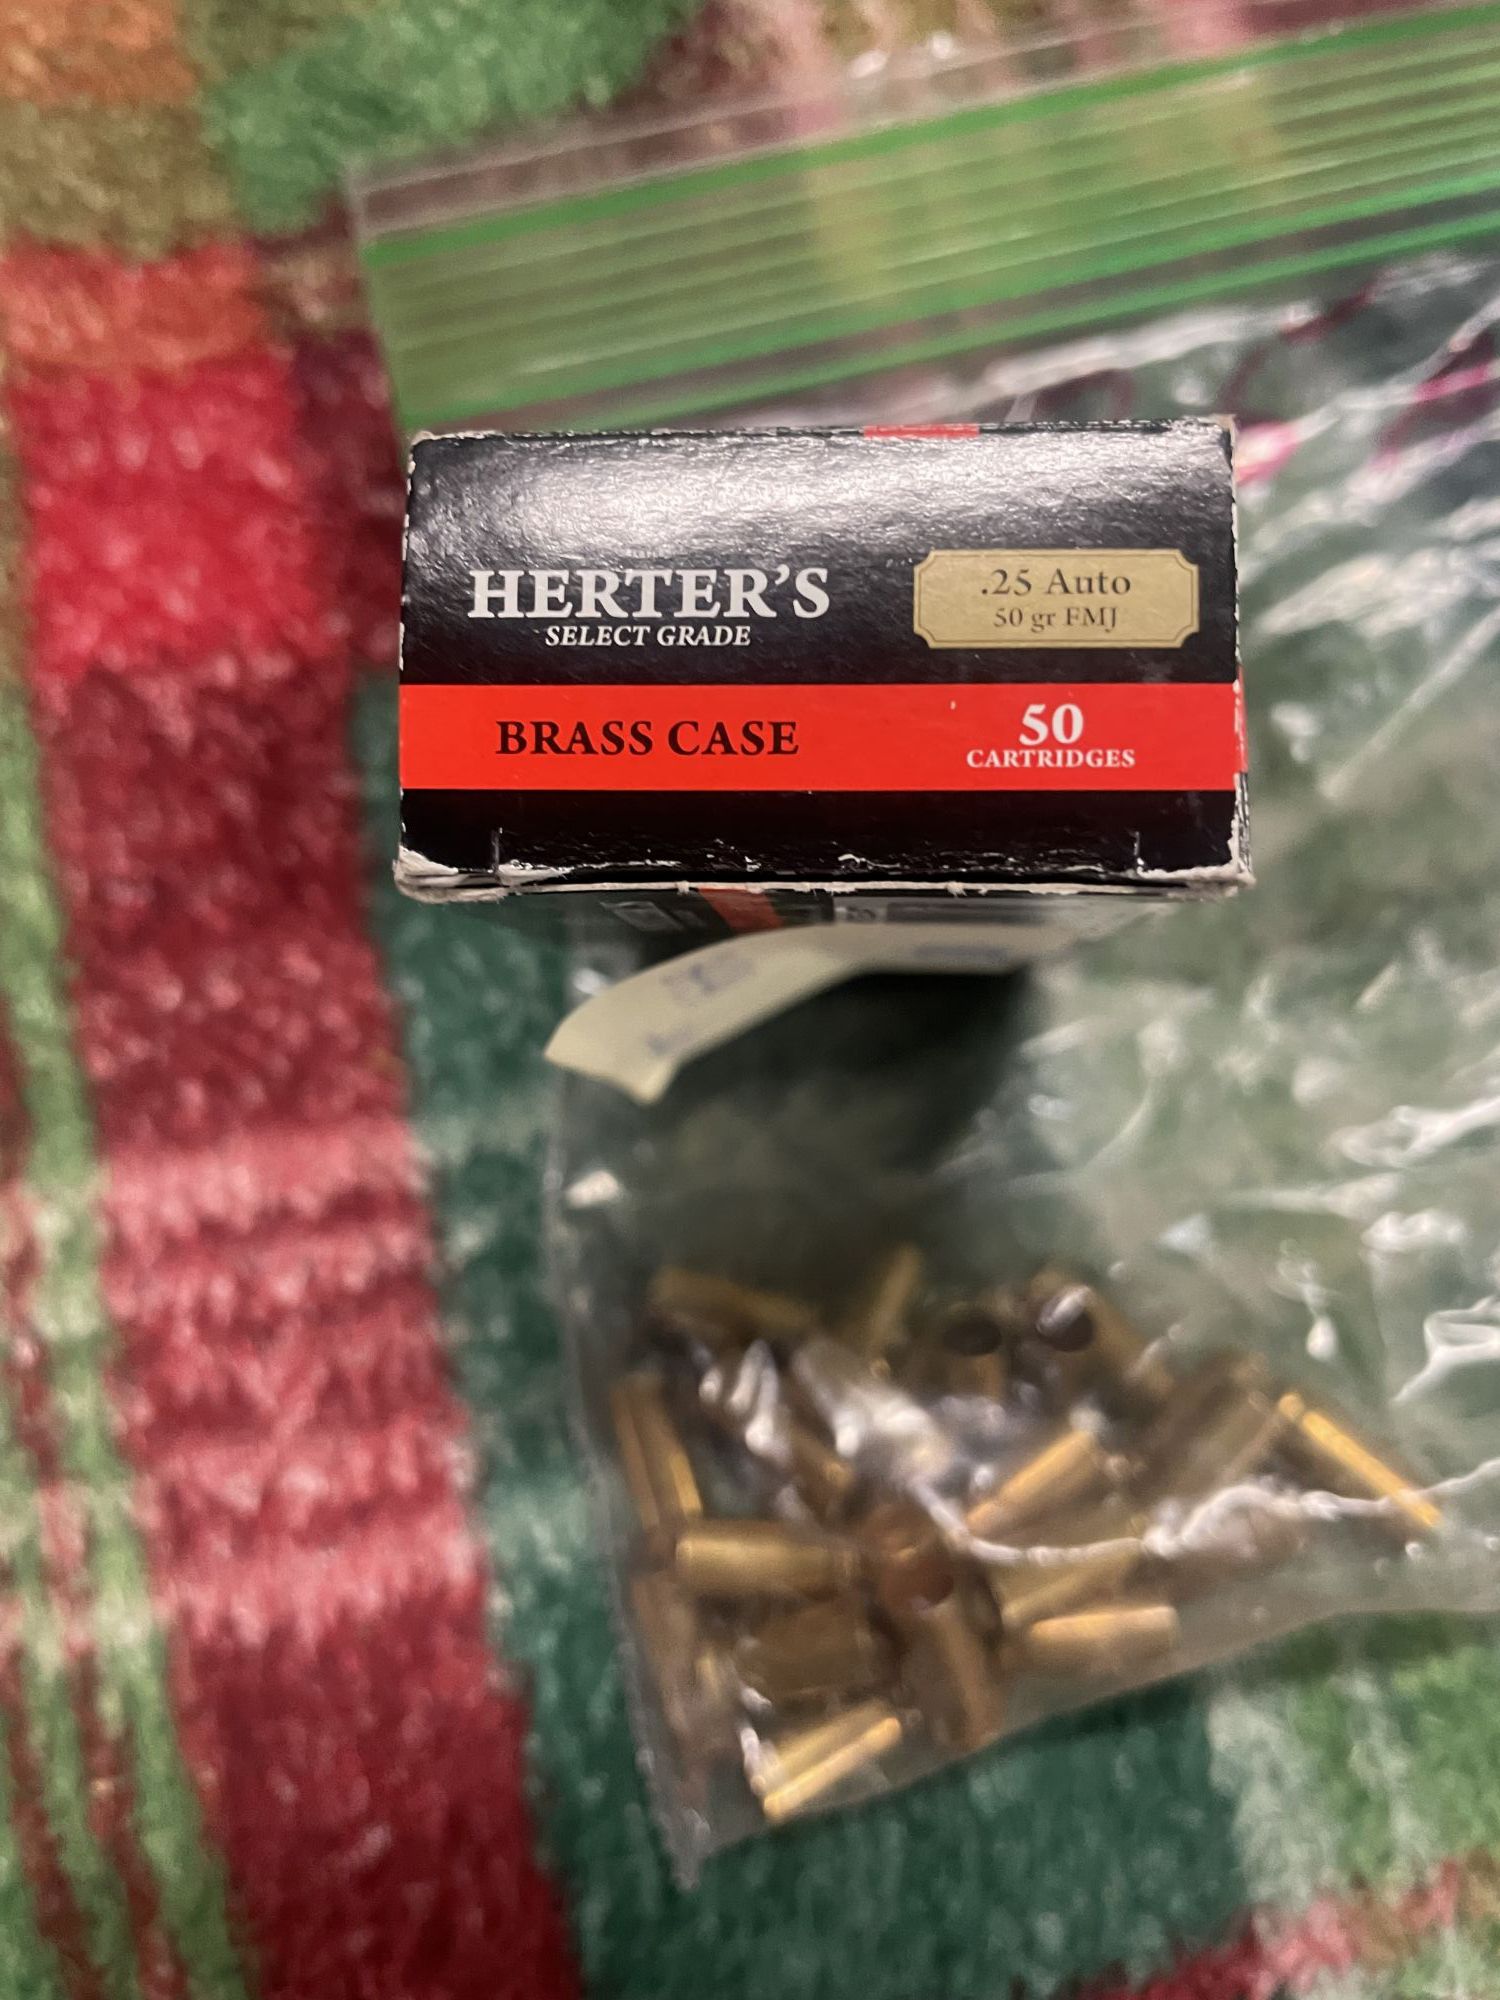 HERTER'S
SELECT GRADE
.25 Auto
50 gr FMJ
BRASS CASE
50
CARTRIDGES